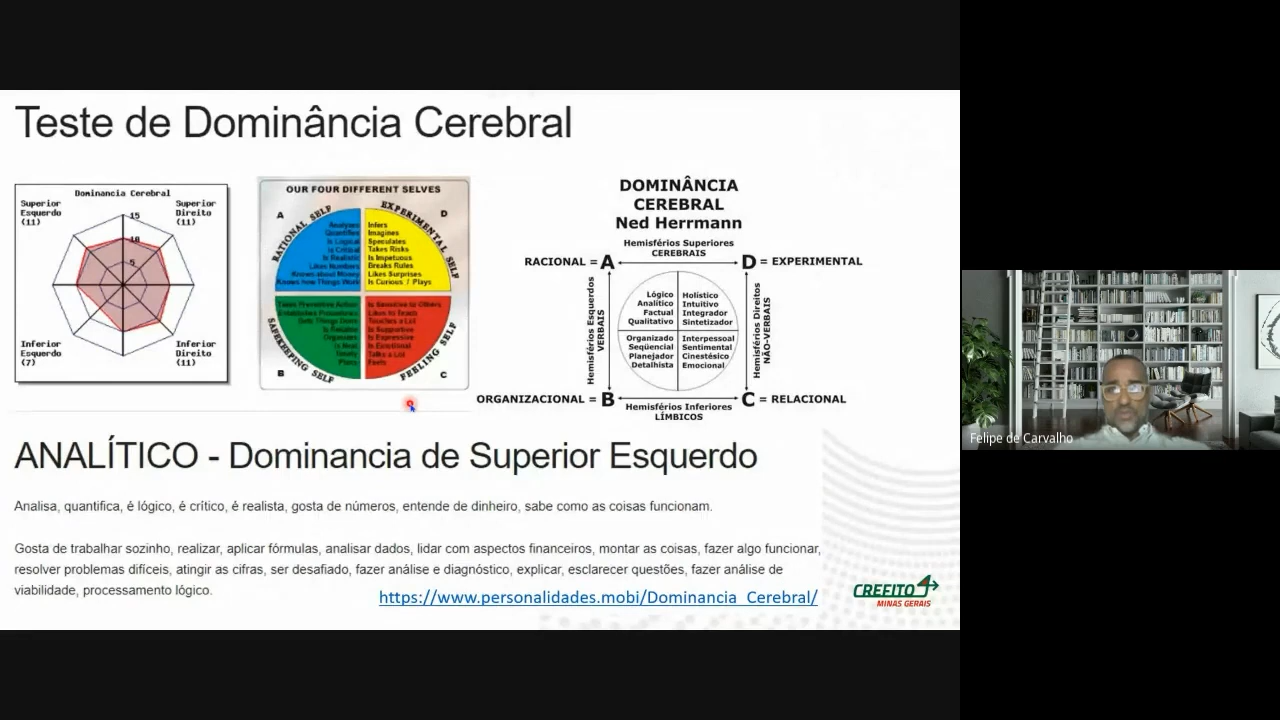 Teste de Dominância Cerebral
Dominancia Cerebral
Superior
Esquerdo
(11)
Superior
Direito
(11)
15
10
5
Inferior
Esquerdo
(7)
Inferior
Direito
(11)
OUR FOUR DIFFERENT SELVES
A
D
RATIONAL SELF
EXPERIMENTAL SELF
Analyzes
Quantifies
Is Logical
Is Critical
Is Realistic
Likes Numbers
Knows about Money
Knows how Things Work
Infers
Imagines
Speculates
Takes Risks
Is Impetuous
Breaks Rules
Likes Surprises
Is Curious / Plays
Takes Preventive Action
Establishes Procedures
Gets Things Done
Is Reliable
Organizes
Is Neat
Timely
Plans
Is Sensitive to Others
Likes to Teach
Touches a Lot
Is Supportive
Is Expressive
Is Emotional
Talks a Lot
Feels
SAFEKEEPING SELF
FEELING SELF
B
C
DOMINÂNCIA
CEREBRAL
Ned Herrmann
Hemisférios Superiores
CEREBRAIS
RACIONAL = A
D = EXPERIMENTAL
Hemisférios Esquerdos
VERBAIS
Lógico
Analítico
Factual
Qualitativo
Holístico
Intuitivo
Integrador
Sintetizador
Organizado
Seqüencial
Planejador
Detalhista
Interpessoal
Sentimental
Cinestésico
Emocional
Hemisférios Direitos
NÃO-VERBAIS
ORGANIZACIONAL = B
C = RELACIONAL
Hemisférios Inferiores
LÍMBICOS
ANALÍTICO - Dominancia de Superior Esquerdo
Analisa, quantifica, é lógico, é crítico, é realista, gosta de números, entende de dinheiro, sabe como as coisas funcionam.
Gosta de trabalhar sozinho, realizar, aplicar fórmulas, analisar dados, lidar com aspectos financeiros, montar as coisas, fazer algo funcionar,
resolver problemas difíceis, atingir as cifras, ser desafiado, fazer análise e diagnóstico, explicar, esclarecer questões, fazer análise de
viabilidade, processamento lógico.
https://www.personalidades.mobi/Dominancia_Cerebral/
CREFITO
MINAS GERAIS
Felipe de Carvalho